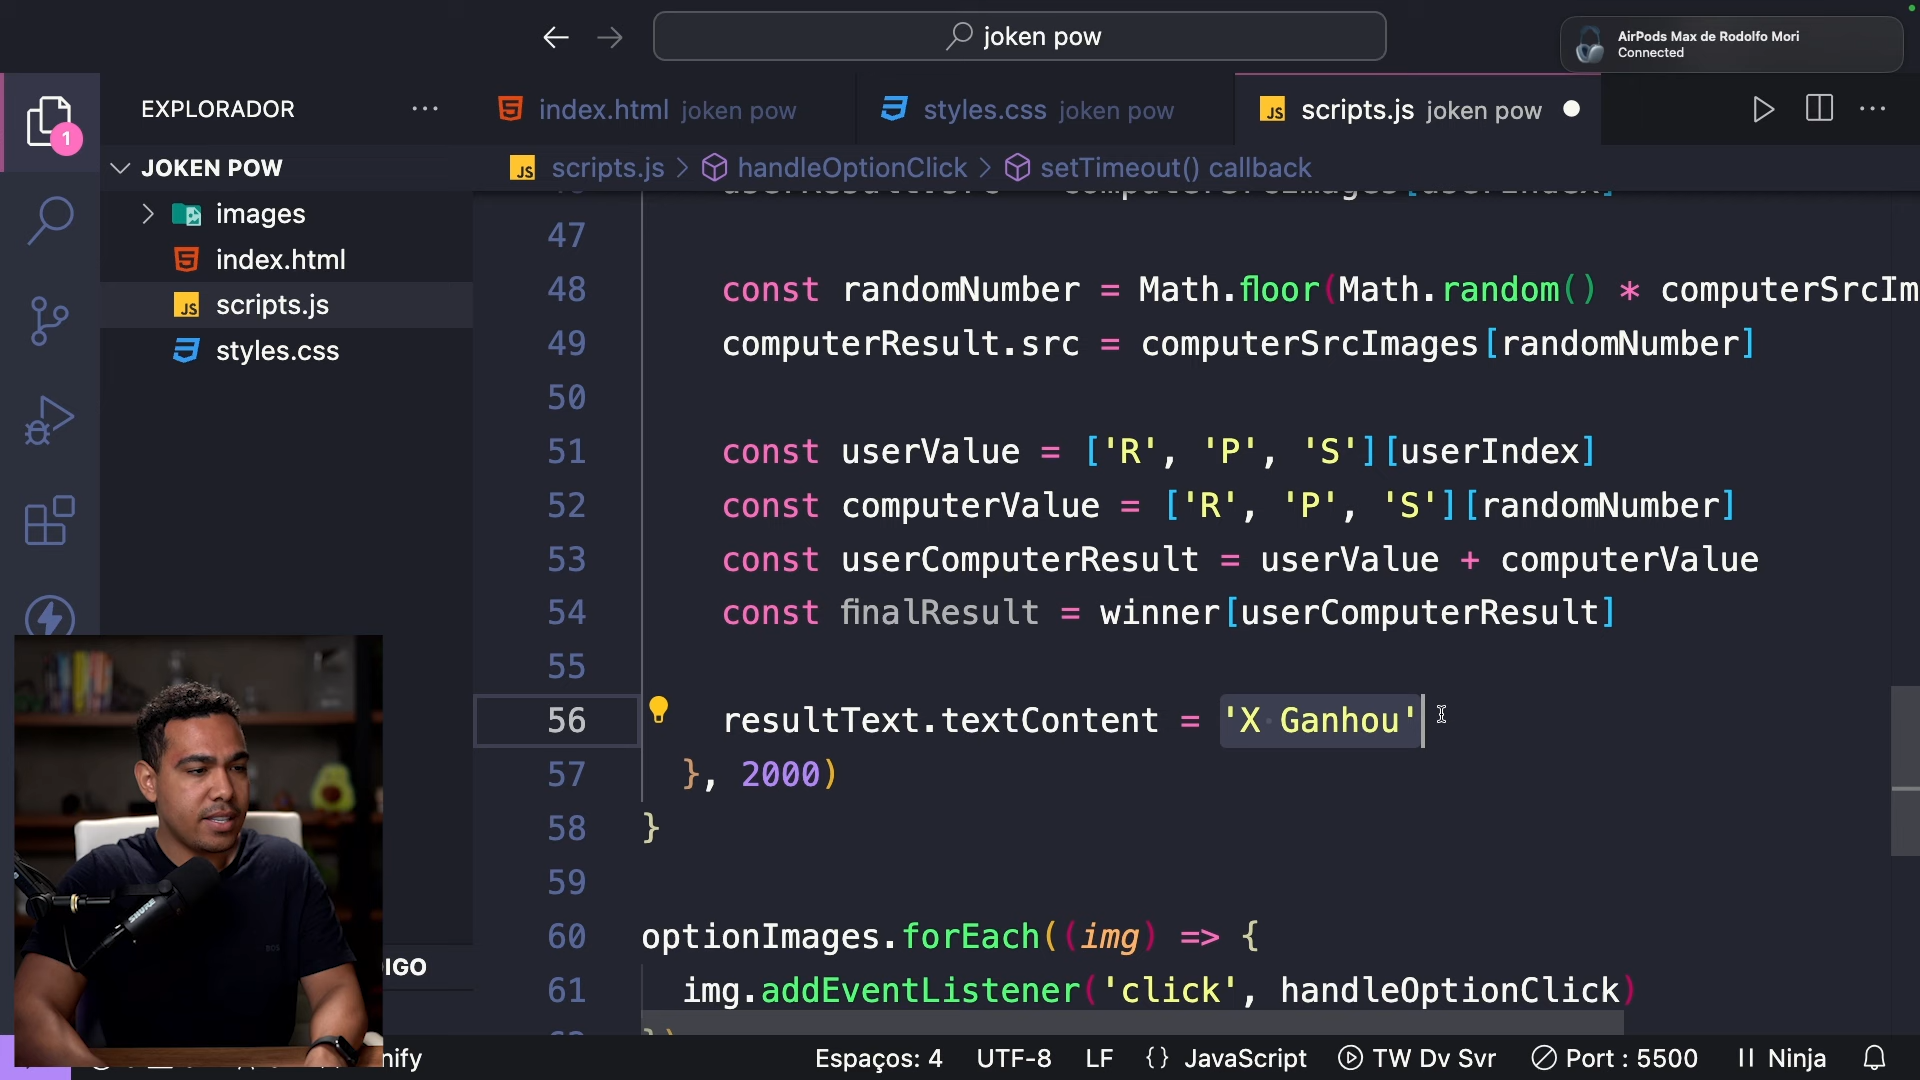 joken pow
AirPods Max de Rodolfo Mori
Connected
EXPLORADOR
index.html joken pow
styles.css joken pow
JS scripts.js joken pow
1
JOKEN POW
JS scripts.js > handleOptionClick > setTimeout() callback
images
index.html
JS scripts.js
styles.css
47
48 const randomNumber = Math.floor(Math.random() * computerSrcIm
49 computerResult.src = computerSrcImages[randomNumber]
50
51 const userValue = ['R', 'P', 'S'][userIndex]
52 const computerValue = ['R', 'P', 'S'][randomNumber]
53 const userComputerResult = userValue + computerValue
54 const finalResult = winner[userComputerResult]
55
56 resultText.textContent = 'X Ganhou'
57 }, 2000)
58 }
59
60 optionImages.forEach((img) => {
61 img.addEventListener('click', handleOptionClick)
SHURE
IGO
nify
Espaços: 4 UTF-8 LF {} JavaScript TW Dv Svr Port : 5500 Ninja